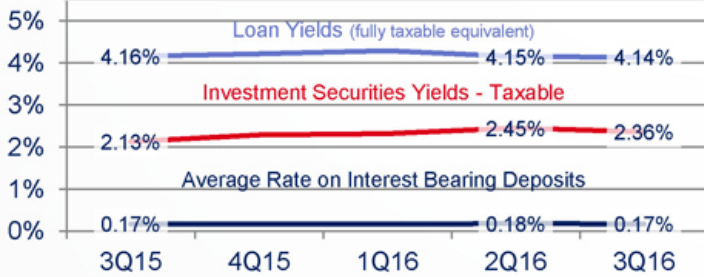 5%
Loan Yields (fully taxable equivalent)
4.16% 4.15% 4.14%
4%
Investment Securities Yields - Taxable
3%
2.13% 2.45% 2.36%
2%
Average Rate on Interest Bearing Deposits
1%
0.17% 0.18% 0.17%
0%
3Q15 4Q15 1Q16 2Q16 3Q16